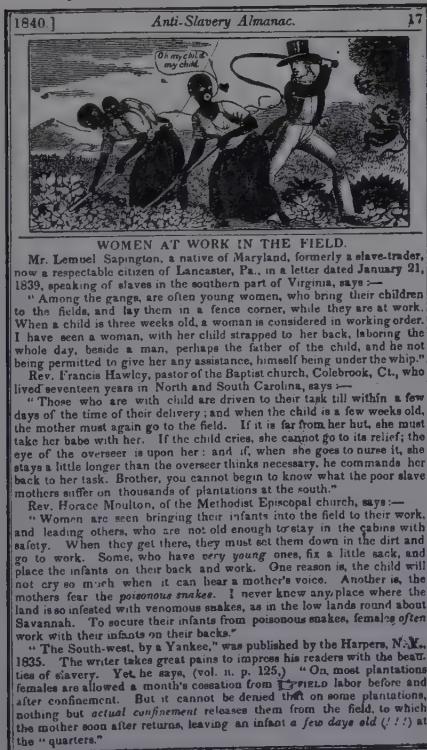 1840.] Anti-Slavery Almanac. 17
Oh my child
my child
WOMEN AT WORK IN THE FIELD.
Mr. Lemuel Sapington, a native of Maryland, formerly a slave-trader,
now a respectable citizen of Lancaster, Pa., in a letter dated January 21,
1839, speaking of slaves in the southern part of Virginia, says :—
"Among the gangs, are often young women, who bring their children
to the fields, and lay them in a fence corner, while they are at work.
When a child is three weeks old, a woman is considered in working order.
I have seen a woman, with her child strapped to her back, laboring the
whole day, beside a man, perhaps the father of the child, and he not
being permitted to give her any assistance, himself being under the whip."
Rev. Francis Hawley, pastor of the Baptist church, Colebrook, Ct., who
lived seventeen years in North and South Carolina, says :—
"Those who are with child are driven to their task till within a few
days of the time of their delivery ; and when the child is a few weeks old,
the mother must again go to the field. If it is far from her hut, she must
take her babe with her. If the child cries, she cannot go to its relief; the
eye of the overseer is upon her : and if, when she goes to nurse it, she
stays a little longer than the overseer thinks necessary, he commands her
back to her task. Brother, you cannot begin to know what the poor slave
mothers suffer on thousands of plantations at the south."
Rev. Horace Moulton, of the Methodist Episcopal church, says :—
"Women are seen bringing their infants into the field to their work,
and leading others, who are not old enough to stay in the cabins with
safety. When they get there, they must set them down in the dirt and
go to work. Some, who have very young ones, fix a little sack, and
place the infants on their back and work. One reason is, the child will
not cry so much when it can hear a mother's voice. Another is, the
mothers fear the poisonous snakes. I never knew any place where the
land is so infested with venomous snakes, as in the low lands round about
Savannah. To secure their infants from poisonous snakes, females often
work with their infants on their backs."
"The South-west, by a Yankee," was published by the Harpers, N. Y.,
1835. The writer takes great pains to impress his readers with the beau-
ties of slavery. Yet he says, (vol. II. p. 125,) "On most plantations
females are allowed a month's cessation from ☞FIELD labor before and
after confinement. But it cannot be denied that on some plantations,
nothing but actual confinement releases them from the field, to which
the mother soon after returns, leaving an infant a few days old (!!!) at
the "quarters."